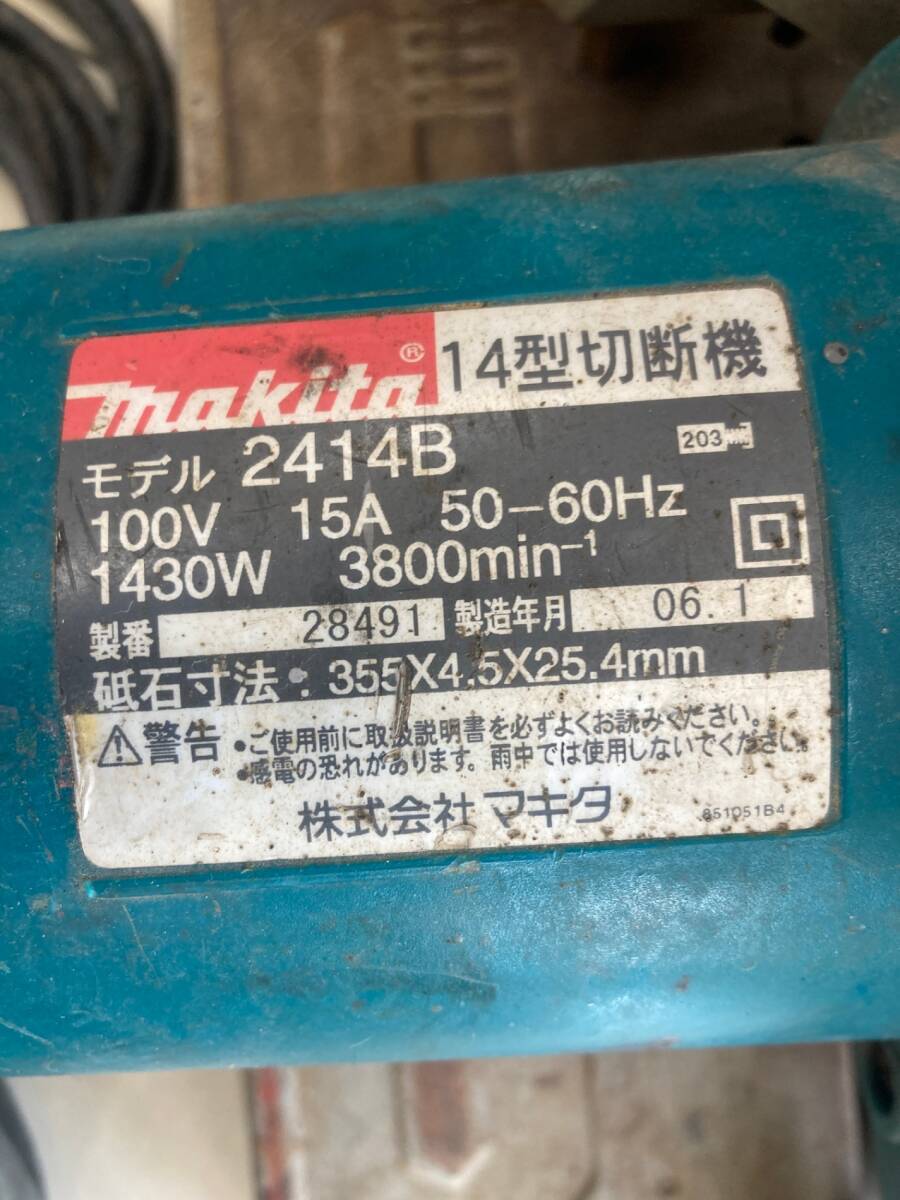 makita® 14型切断機
モデル 2414B 203
100V 15A 50-60Hz
1430W 3800min⁻¹
製番 28491 製造年月 06.1
砥石寸法：355X4.5X25.4mm
⚠警告 •ご使用前に取扱説明書を必ずよくお読みください。
•感電の恐れがあります。雨中では使用しないでください。
株式会社 マキタ 851051B4